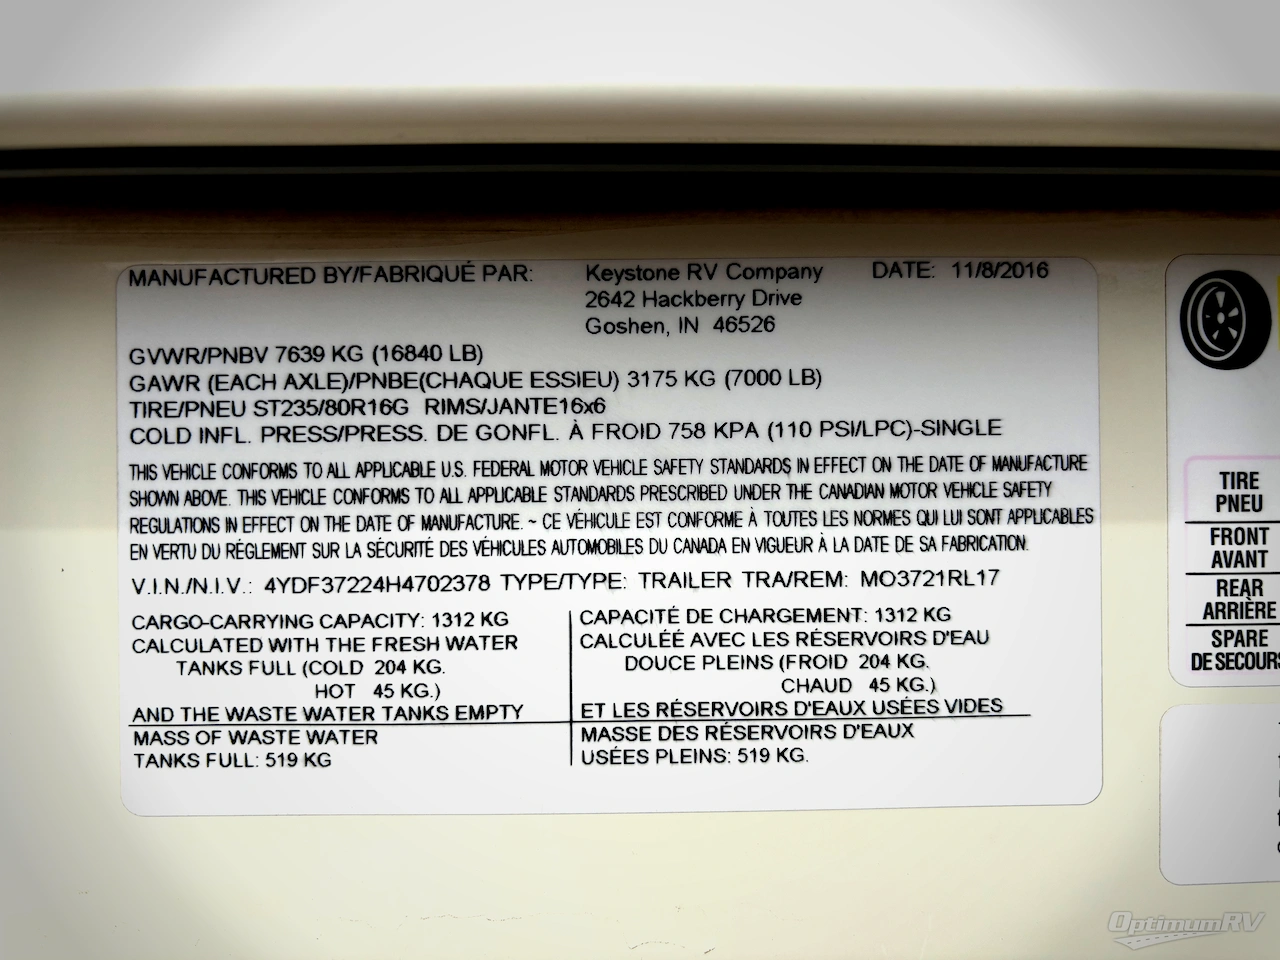 MANUFACTURED BY/FABRIQUÉ PAR: Keystone RV Company DATE: 11/8/2016
2642 Hackberry Drive
Goshen, IN 46526
GVWR/PNBV 7639 KG (16840 LB)
GAWR (EACH AXLE)/PNBE(CHAQUE ESSIEU) 3175 KG (7000 LB)
TIRE/PNEU ST235/80R16G RIMS/JANTE16x6
COLD INFL. PRESS/PRESS. DE GONFL. À FROID 758 KPA (110 PSI/LPC)-SINGLE
THIS VEHICLE CONFORMS TO ALL APPLICABLE U.S. FEDERAL MOTOR VEHICLE SAFETY STANDARDS IN EFFECT ON THE DATE OF MANUFACTURE
SHOWN ABOVE. THIS VEHICLE CONFORMS TO ALL APPLICABLE STANDARDS PRESCRIBED UNDER THE CANADIAN MOTOR VEHICLE SAFETY
REGULATIONS IN EFFECT ON THE DATE OF MANUFACTURE. ~ CE VÉHICULE EST CONFORME À TOUTES LES NORMES QUI LUI SONT APPLICABLES
EN VERTU DU RÉGLEMENT SUR LA SÉCURITÉ DES VÉHICULES AUTOMOBILES DU CANADA EN VIGUEUR À LA DATE DE SA FABRICATION.
V.I.N./N.I.V.: 4YDF37224H4702378 TYPE/TYPE: TRAILER TRA/REM: MO3721RL17
CARGO-CARRYING CAPACITY: 1312 KG
CALCULATED WITH THE FRESH WATER
TANKS FULL (COLD 204 KG.
HOT 45 KG.)
AND THE WASTE WATER TANKS EMPTY
MASS OF WASTE WATER
TANKS FULL: 519 KG
CAPACITÉ DE CHARGEMENT: 1312 KG
CALCULÉE AVEC LES RÉSERVOIRS D'EAU
DOUCE PLEINS (FROID 204 KG.
CHAUD 45 KG.)
ET LES RÉSERVOIRS D'EAUX USÉES VIDES
MASSE DES RÉSERVOIRS D'EAUX
USÉES PLEINS: 519 KG.
TIRE
PNEU
FRONT
AVANT
REAR
ARRIÈRE
SPARE
DE SECOURS
OptimumRV